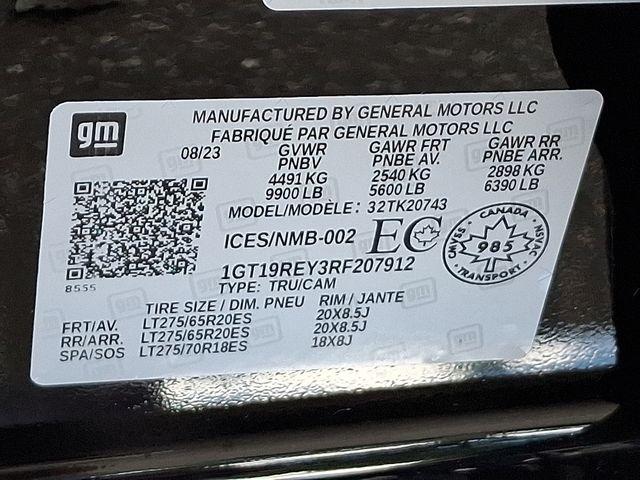 gm
MANUFACTURED BY GENERAL MOTORS LLC
FABRIQUÉ PAR GENERAL MOTORS LLC
08/23
GVWR GAWR FRT GAWR RR
PNBV PNBE AV. PNBE ARR.
4491 KG 2540 KG 2898 KG
9900 LB 5600 LB 6390 LB
MODEL/MODÈLE: 32TK20743
ICES/NMB-002 EC
CANADA
CMVSS 985 NSVAC
TRANSPORT
1GT19REY3RF207912
TYPE: TRU/CAM
8555
TIRE SIZE / DIM. PNEU RIM / JANTE
FRT/AV. LT275/65R20ES 20X8.5J
RR/ARR. LT275/65R20ES 20X8.5J
SPA/SOS LT275/70R18ES 18X8J